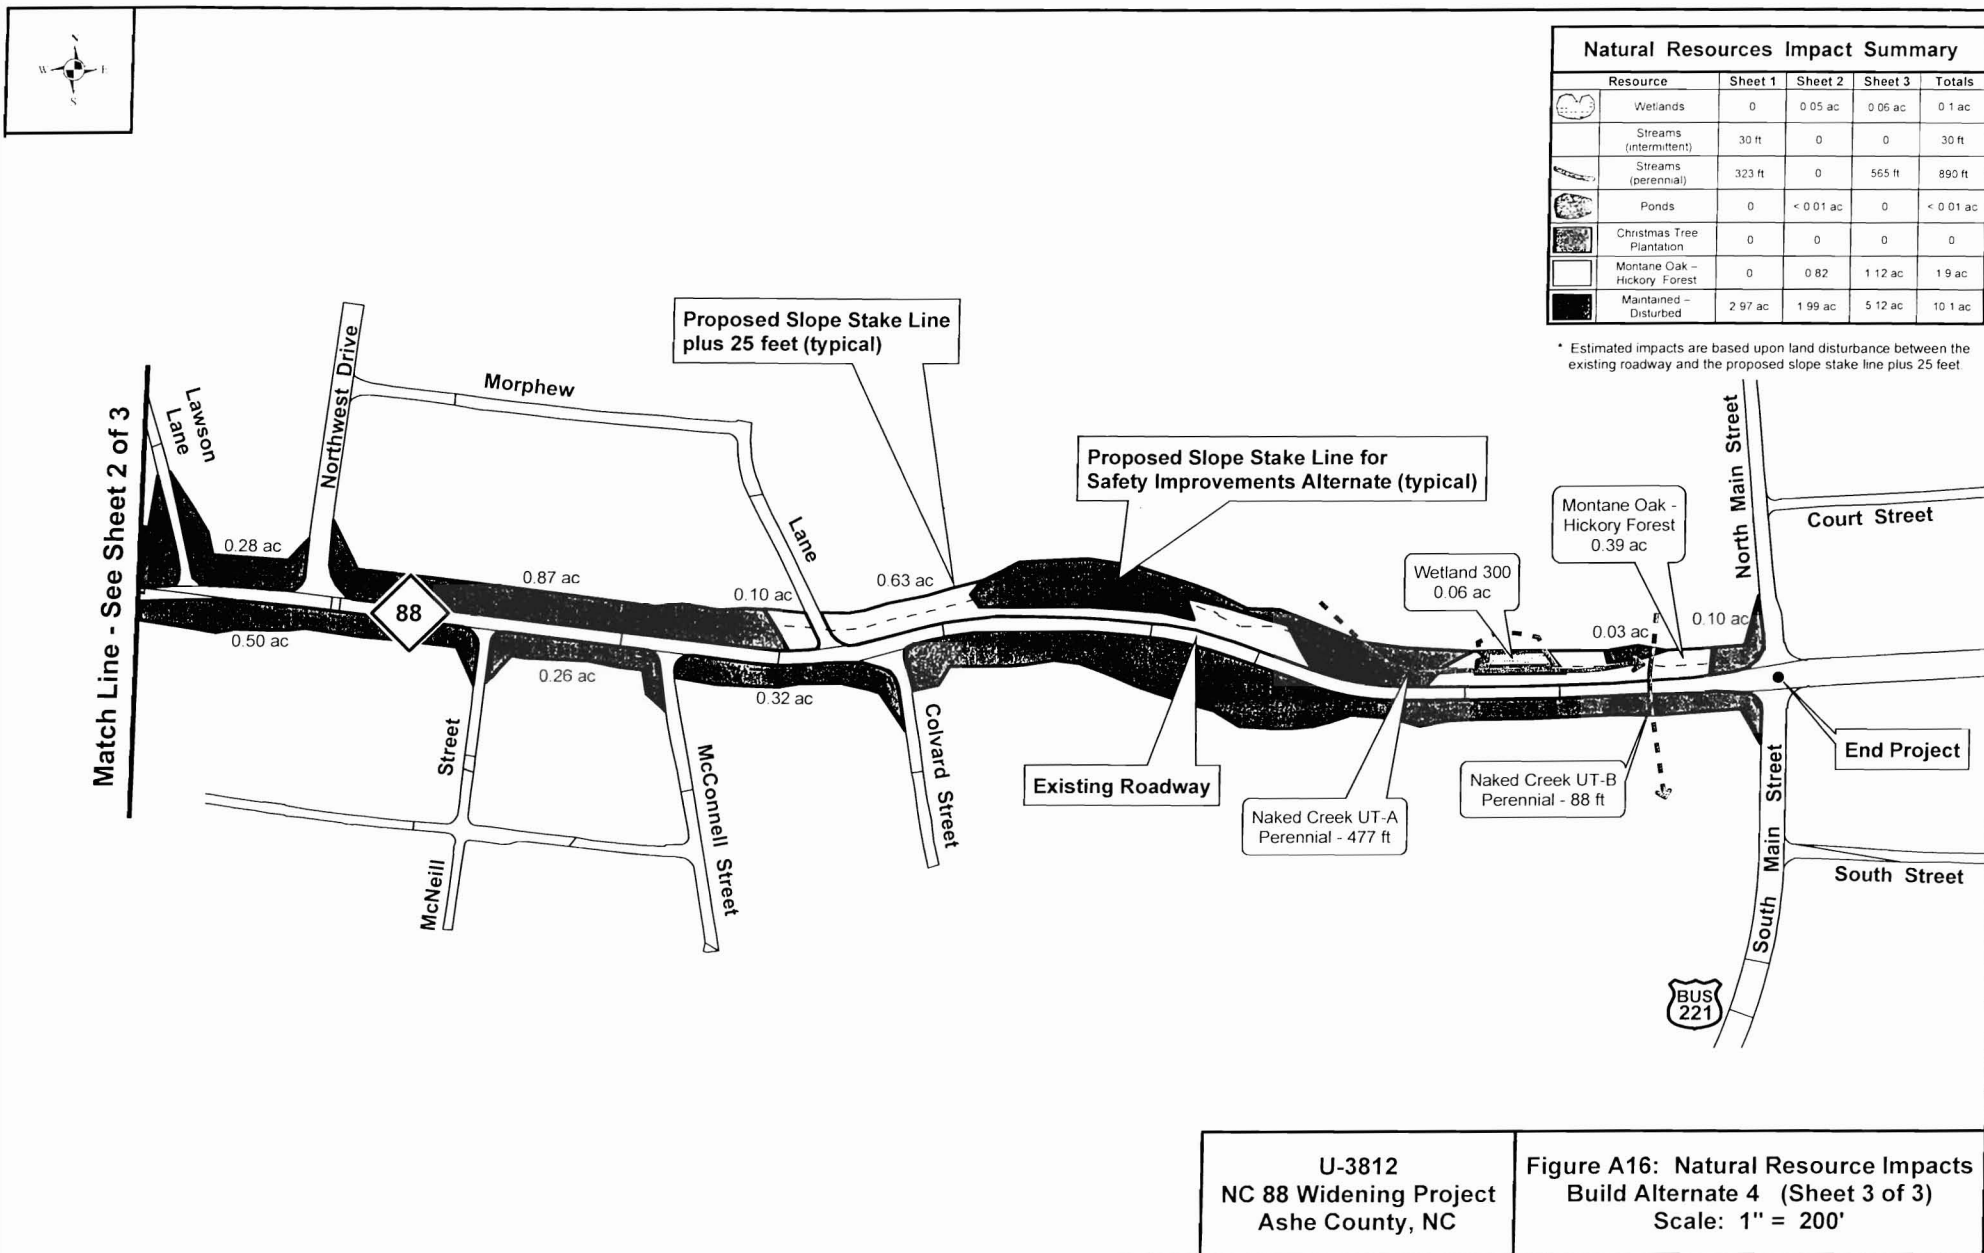 N
W E
S
Natural Resources Impact Summary
Resource Sheet 1 Sheet 2 Sheet 3 Totals
Wetlands 0 0 05 ac 0 06 ac 0 1 ac
Streams
(intermittent) 30 ft 0 0 30 ft
Streams
(perennial) 323 ft 0 565 ft 890 ft
Ponds 0 < 0 01 ac 0 < 0 01 ac
Christmas Tree
Plantation 0 0 0 0
Montane Oak –
Hickory Forest 0 0 82 1 12 ac 1 9 ac
Maintained –
Disturbed 2 97 ac 1 99 ac 5 12 ac 10 1 ac
* Estimated impacts are based upon land disturbance between the
existing roadway and the proposed slope stake line plus 25 feet
Match Line - See Sheet 2 of 3
Lawson
Lane
Northwest Drive
Morphew
Lane
Proposed Slope Stake Line
plus 25 feet (typical)
Proposed Slope Stake Line for
Safety Improvements Alternate (typical)
Montane Oak -
Hickory Forest
0.39 ac
Wetland 300
0.06 ac
North Main Street
Court Street
0.28 ac
0.87 ac
0.10 ac
0.63 ac
0.03 ac
0.10 ac
88
0.50 ac
0.26 ac
0.32 ac
McNeill
Street
McConnell Street
Colvard Street
Existing Roadway
Naked Creek UT-A
Perennial - 477 ft
Naked Creek UT-B
Perennial - 88 ft
End Project
South Main Street
South Street
BUS
221
U-3812
NC 88 Widening Project
Ashe County, NC
Figure A16: Natural Resource Impacts
Build Alternate 4 (Sheet 3 of 3)
Scale: 1" = 200'